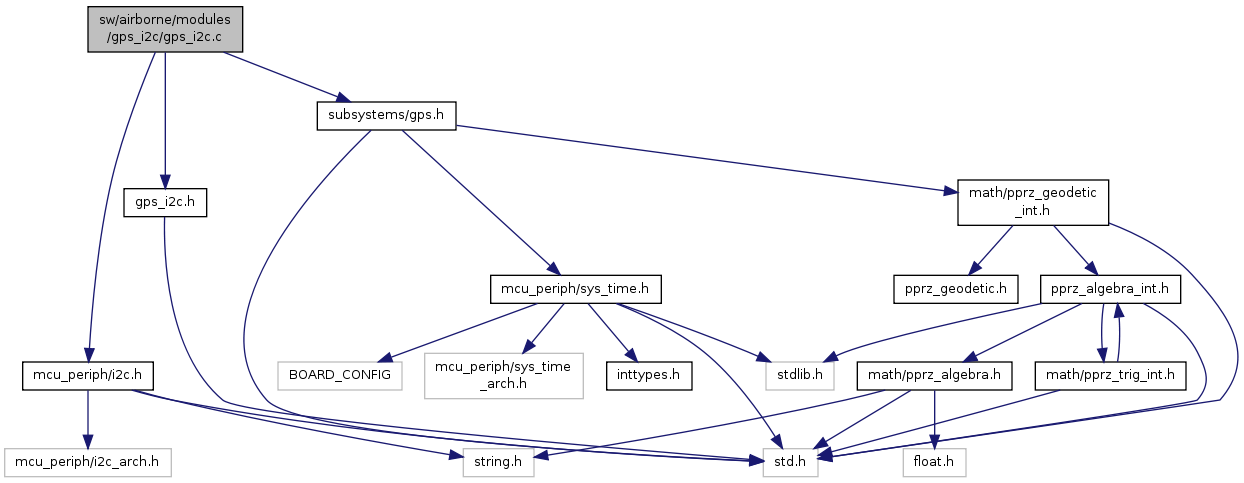 sw/airborne/modules
/gps_i2c/gps_i2c.c
subsystems/gps.h
gps_i2c.h
math/pprz_geodetic
_int.h
mcu_periph/sys_time.h
pprz_geodetic.h
pprz_algebra_int.h
mcu_periph/i2c.h
BOARD_CONFIG
mcu_periph/sys_time
_arch.h
inttypes.h
stdlib.h
math/pprz_algebra.h
math/pprz_trig_int.h
mcu_periph/i2c_arch.h
string.h
std.h
float.h